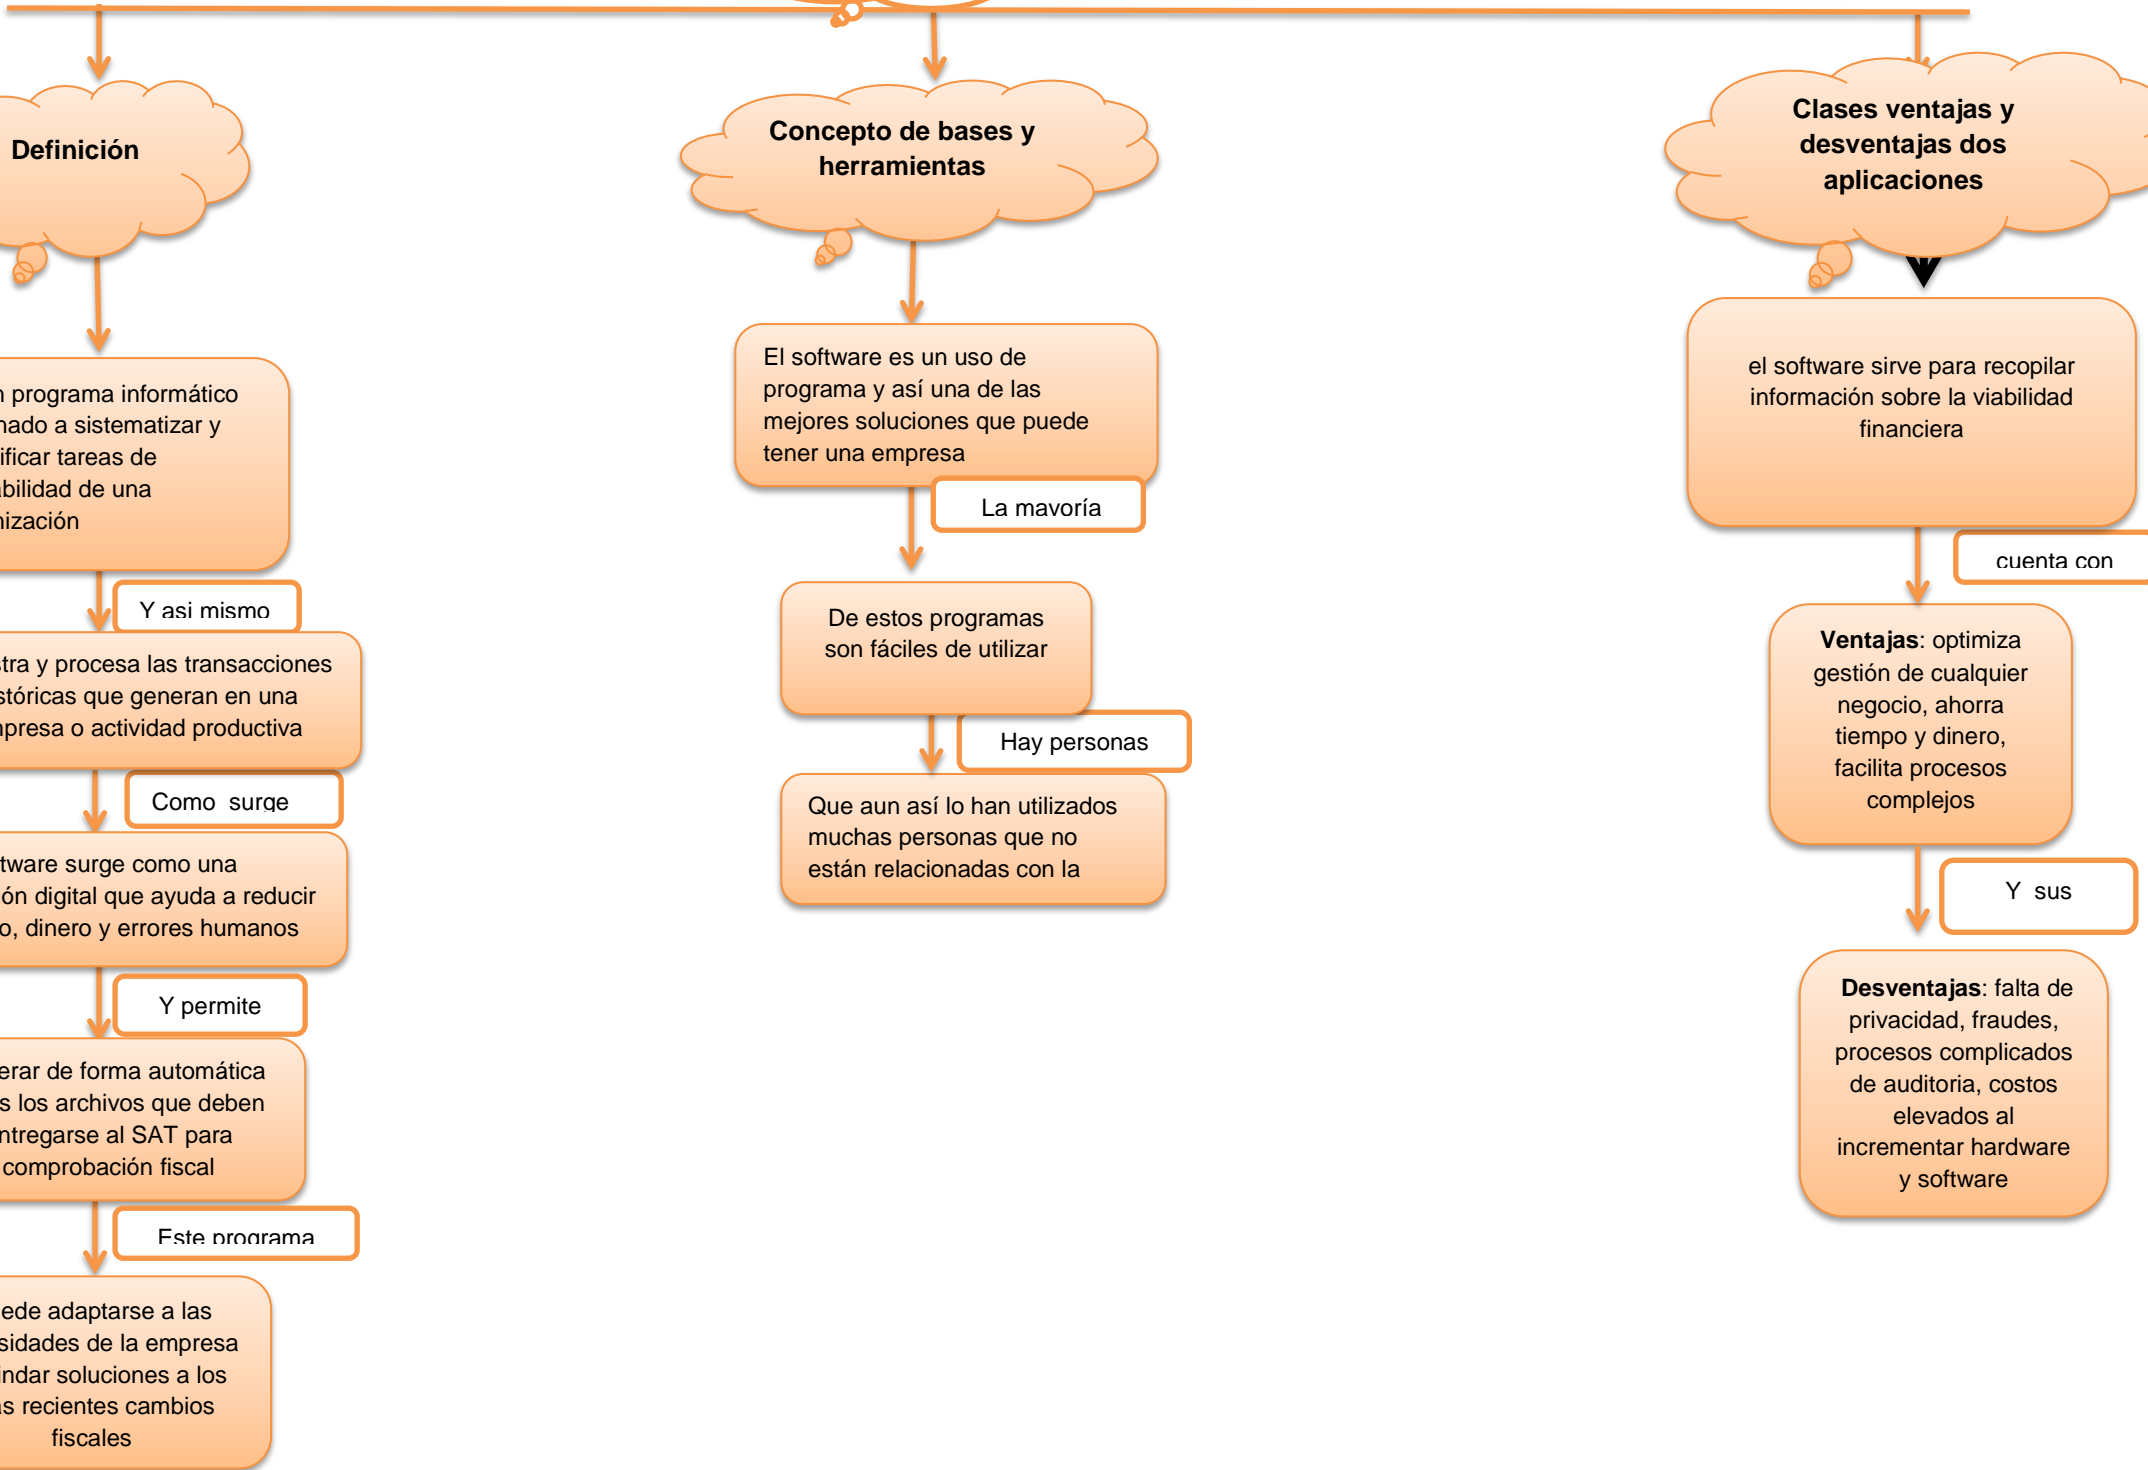 Definición
n programa informático
nado a sistematizar y
ificar tareas de
abilidad de una
nización
Y asi mismo
stra y procesa las transacciones
stóricas que generan en una
mpresa o actividad productiva
Como surge
tware surge como una
ón digital que ayuda a reducir
o, dinero y errores humanos
Y permite
erar de forma automática
s los archivos que deben
ntregarse al SAT para
comprobación fiscal
Este programa
ede adaptarse a las
sidades de la empresa
indar soluciones a los
as recientes cambios
fiscales
Concepto de bases y
herramientas
El software es un uso de
programa y así una de las
mejores soluciones que puede
tener una empresa
La mayoría
De estos programas
son fáciles de utilizar
Hay personas
Que aun así lo han utilizados
muchas personas que no
están relacionadas con la
Clases ventajas y
desventajas dos
aplicaciones
el software sirve para recopilar
información sobre la viabilidad
financiera
cuenta con
Ventajas: optimiza
gestión de cualquier
negocio, ahorra
tiempo y dinero,
facilita procesos
complejos
Y sus
Desventajas: falta de
privacidad, fraudes,
procesos complicados
de auditoria, costos
elevados al
incrementar hardware
y software